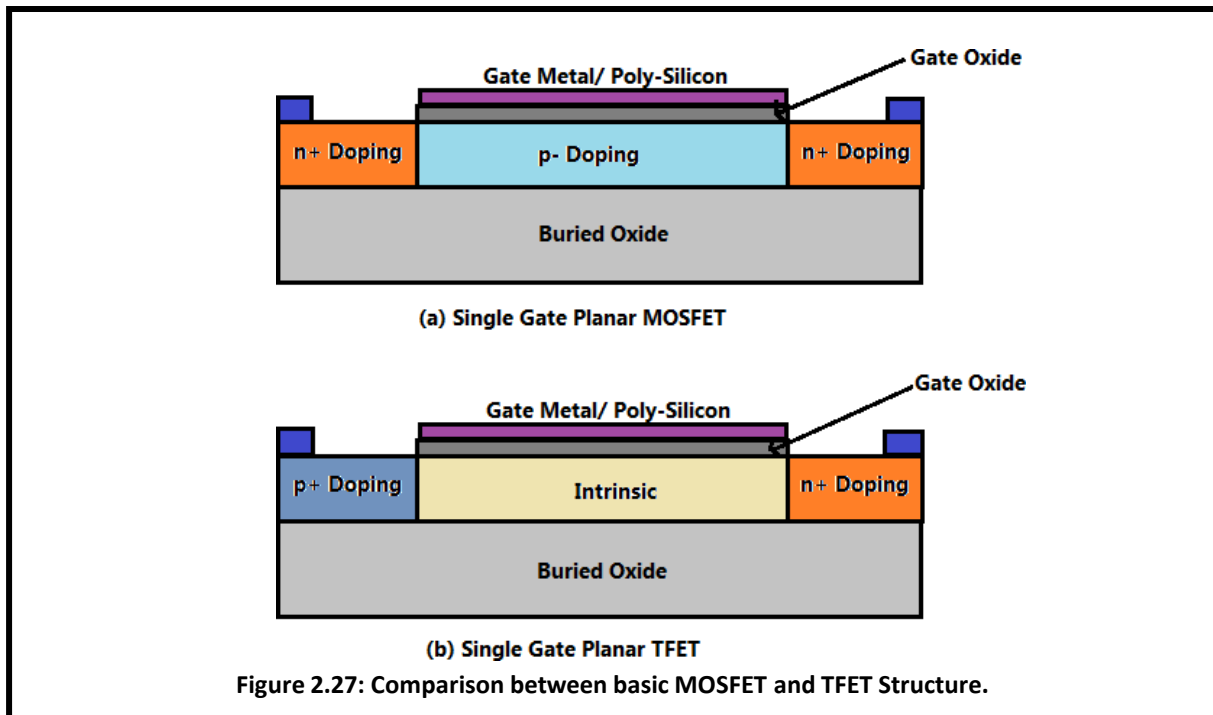 Gate Oxide
Gate Metal/ Poly-Silicon
n+ Doping
p- Doping
n+ Doping
Buried Oxide
(a) Single Gate Planar MOSFET
Gate Oxide
Gate Metal/ Poly-Silicon
p+ Doping
Intrinsic
n+ Doping
Buried Oxide
(b) Single Gate Planar TFET
Figure 2.27: Comparison between basic MOSFET and TFET Structure.